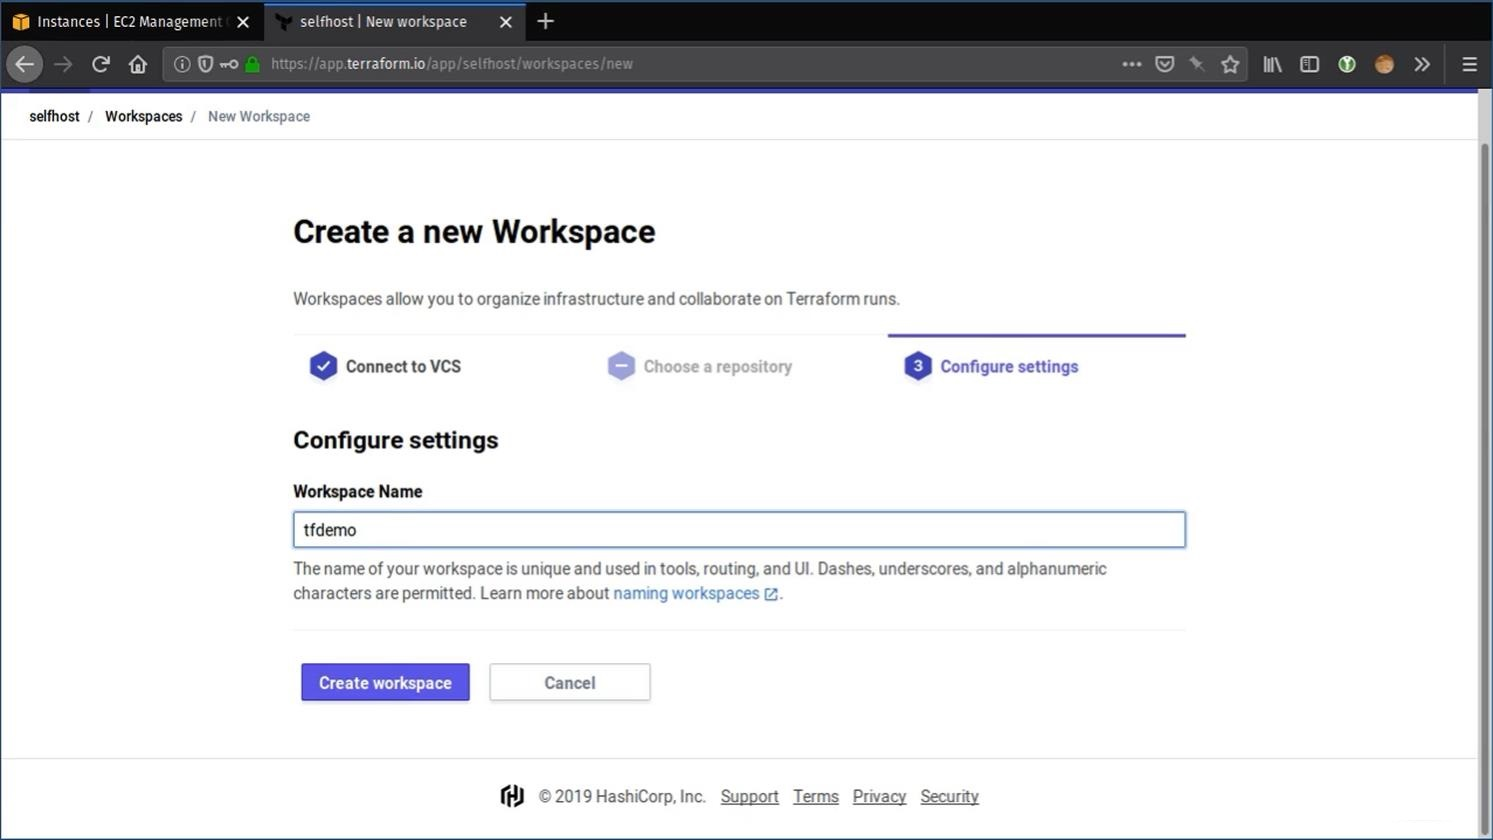 Instances | EC2 Management
selfhost | New workspace
https://app.terraform.io/app/selfhost/workspaces/new
selfhost / Workspaces / New Workspace
Create a new Workspace
Workspaces allow you to organize infrastructure and collaborate on Terraform runs.
Connect to VCS
Choose a repository
3 Configure settings
Configure settings
Workspace Name
tfdemo
The name of your workspace is unique and used in tools, routing, and UI. Dashes, underscores, and alphanumeric
characters are permitted. Learn more about naming workspaces.
Create workspace
Cancel
© 2019 HashiCorp, Inc. Support Terms Privacy Security